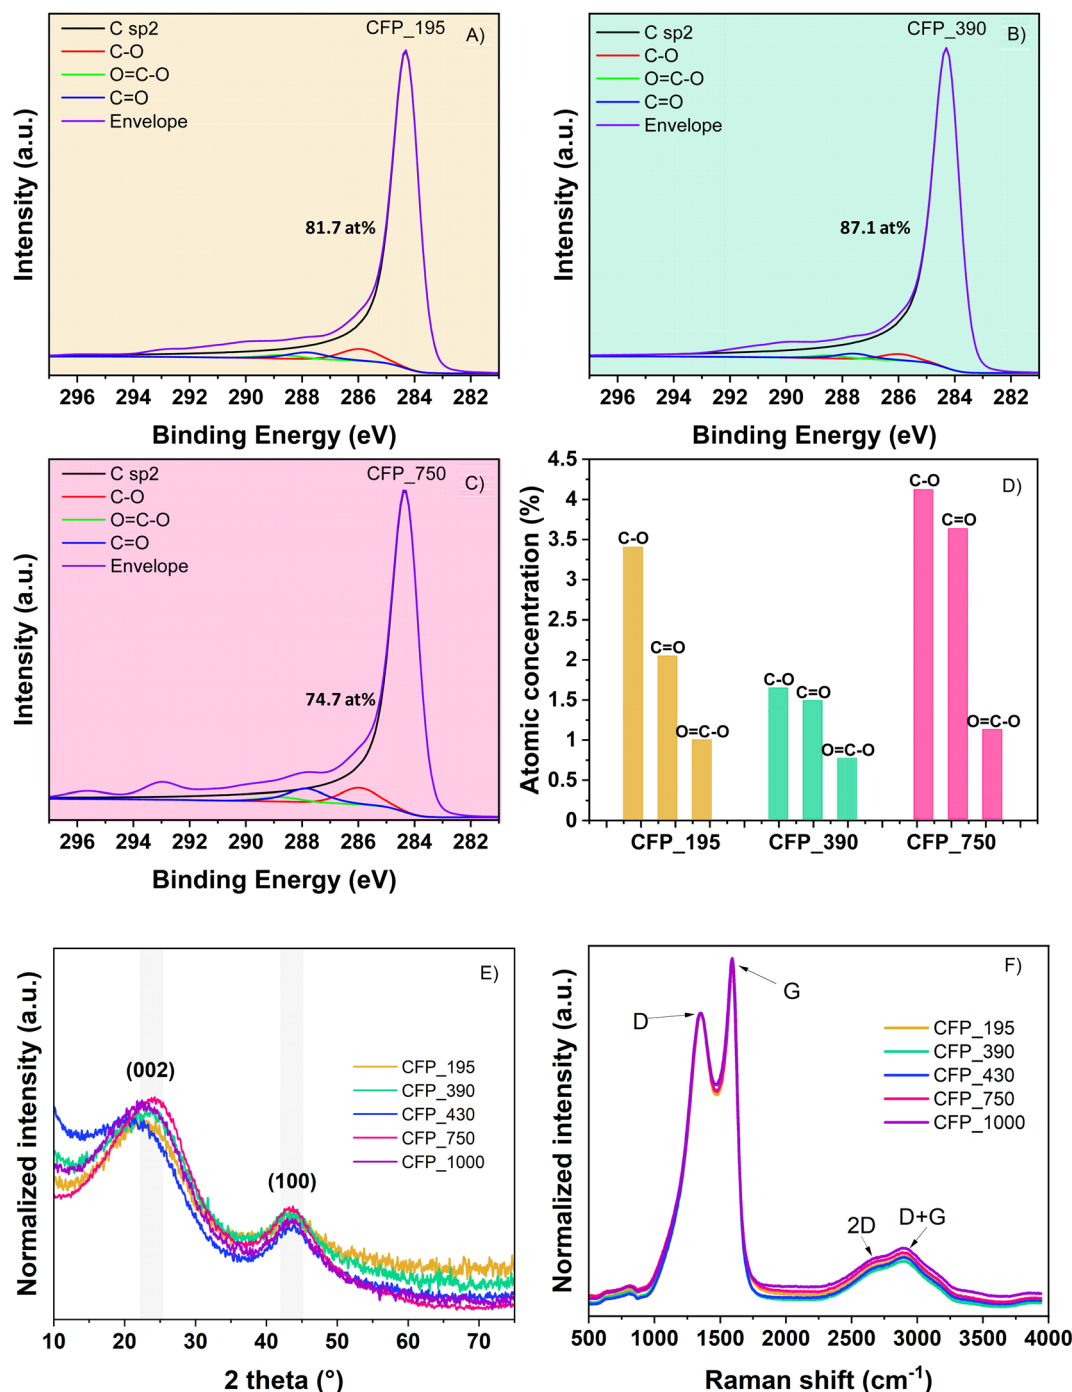 CFP_195
A)
C sp2
C-O
O=C-O
C=O
Envelope
81.7 at%
Intensity (a.u.)
296 294 292 290 288 286 284 282
Binding Energy (eV)
CFP_390
B)
C sp2
C-O
O=C-O
C=O
Envelope
87.1 at%
Intensity (a.u.)
296 294 292 290 288 286 284 282
Binding Energy (eV)
CFP_750
C)
C sp2
C-O
O=C-O
C=O
Envelope
74.7 at%
Intensity (a.u.)
296 294 292 290 288 286 284 282
Binding Energy (eV)
D)
Atomic concentration (%)
4.5
4
3.5
3
2.5
2
1.5
1
0.5
0
C-O
C=O
O=C-O
C-O
C=O
O=C-O
C-O
C=O
O=C-O
CFP_195 CFP_390 CFP_750
E)
(002)
(100)
CFP_195
CFP_390
CFP_430
CFP_750
CFP_1000
Normalized intensity (a.u.)
10 20 30 40 50 60 70
2 theta (°)
F)
D
G
2D
D+G
CFP_195
CFP_390
CFP_430
CFP_750
CFP_1000
Normalized intensity (a.u.)
500 1000 1500 2000 2500 3000 3500 4000
Raman shift (cm⁻¹)